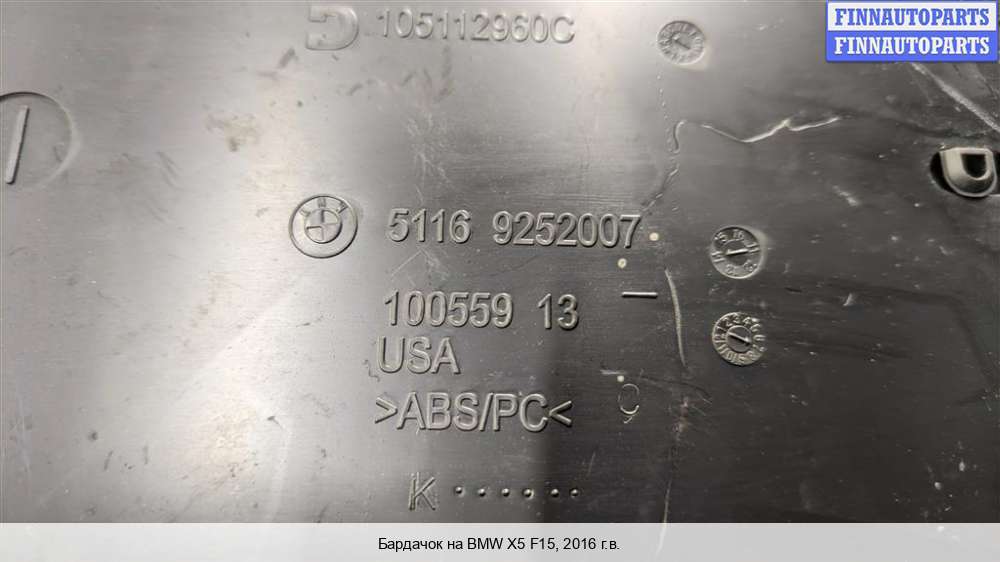 FINNAUTOPARTS
FINNAUTOPARTS
105112960C
5116 9252007
100559 13
USA
>ABS/PC<
K ······
Бардачок на BMW X5 F15, 2016 г.в.